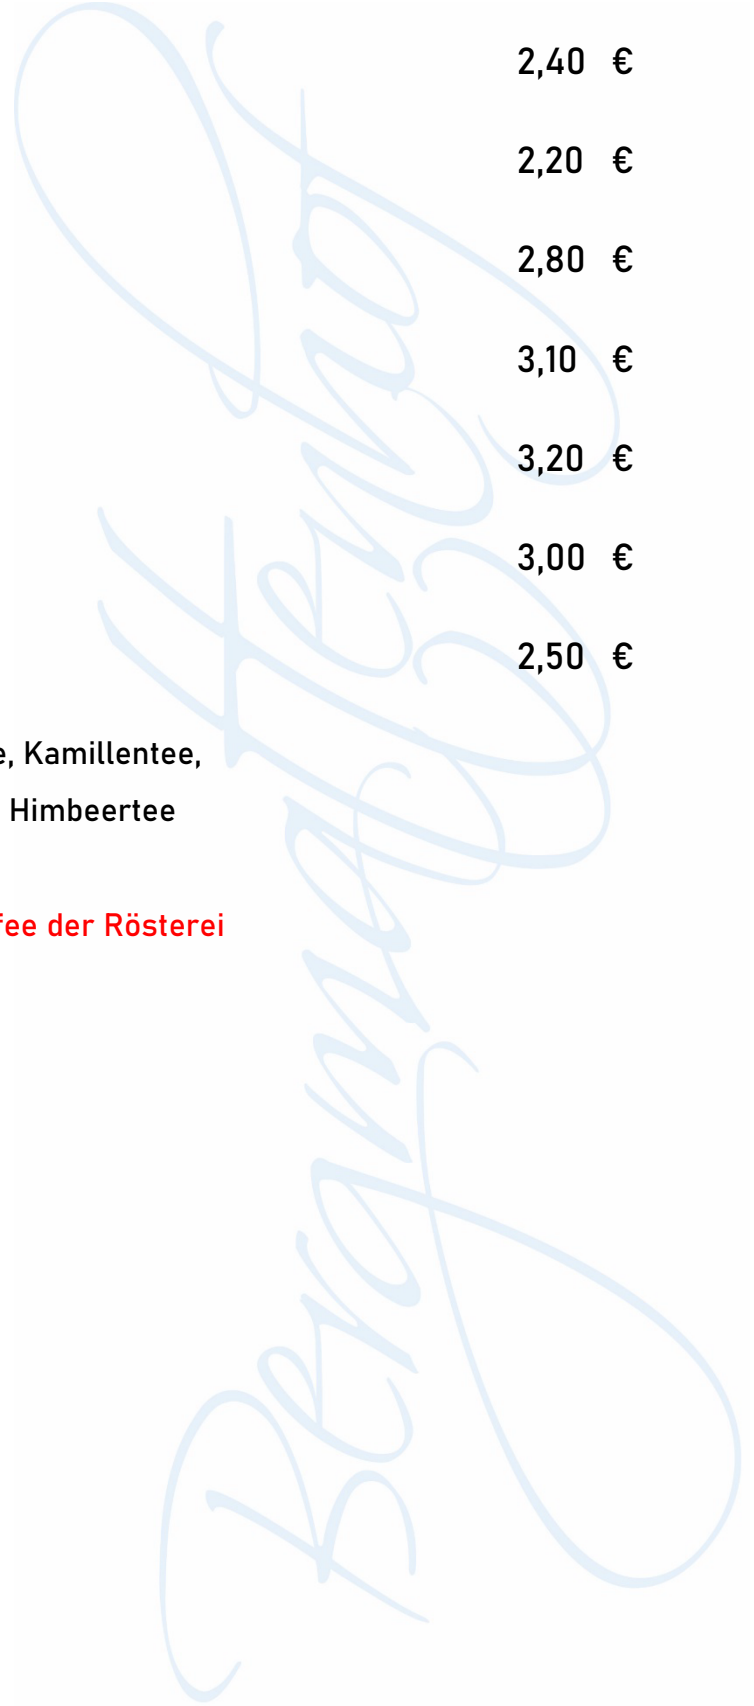 2,40 €
2,20 €
2,80 €
3,10 €
3,20 €
3,00 €
2,50 €
e, Kamillentee,
Himbeertee
fee der Rösterei
Bergmattenhof